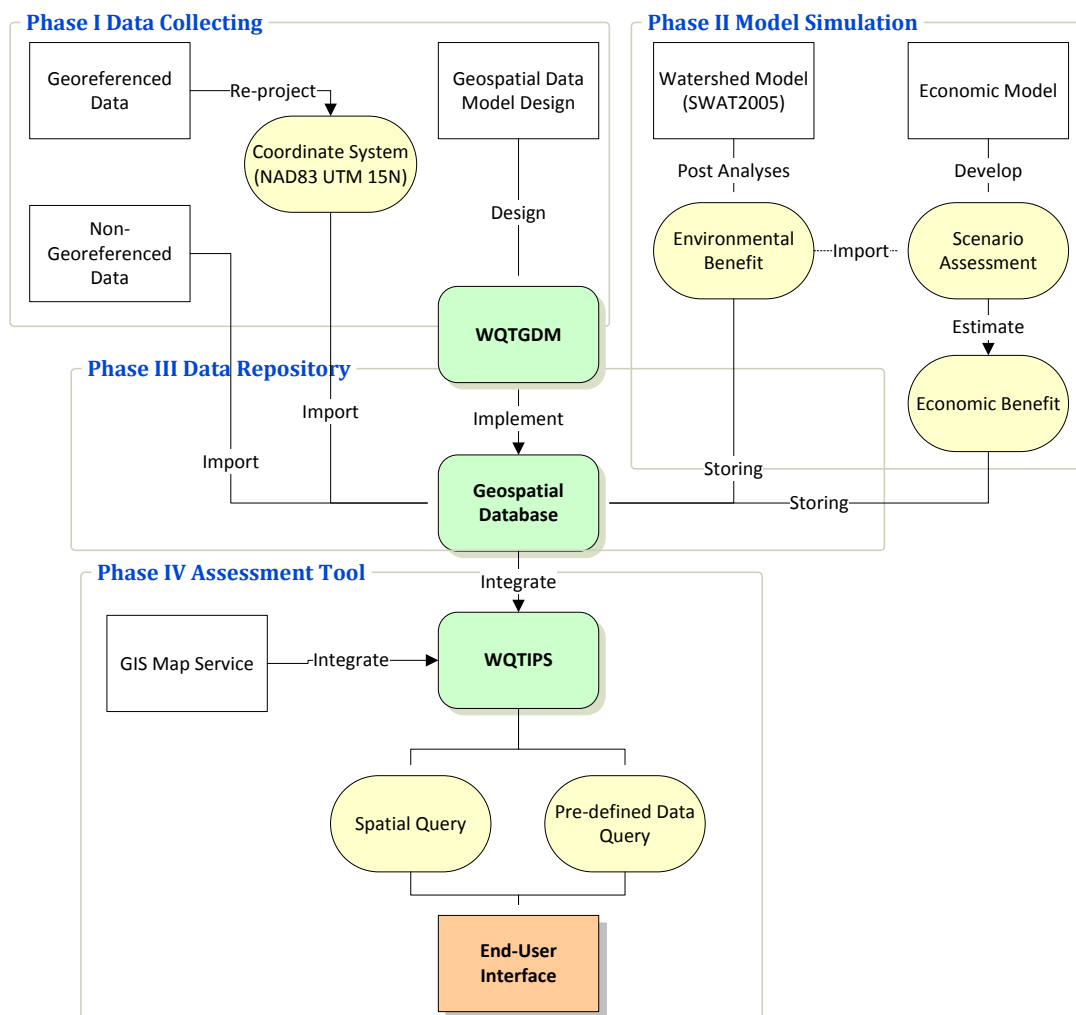 Phase I Data Collecting
Georeferenced
Data
Re-project
Coordinate System
(NAD83 UTM 15N)
Geospatial Data
Model Design
Design
Non-
Georeferenced
Data
WQTGDM
Phase II Model Simulation
Watershed Model
(SWAT2005)
Economic Model
Post Analyses
Develop
Environmental
Benefit
Import
Scenario
Assessment
Estimate
Economic Benefit
Phase III Data Repository
Import
Import
Implement
Geospatial
Database
Storing
Storing
Integrate
Phase IV Assessment Tool
GIS Map Service
Integrate
WQTIPS
Spatial Query
Pre-defined Data
Query
End-User
Interface